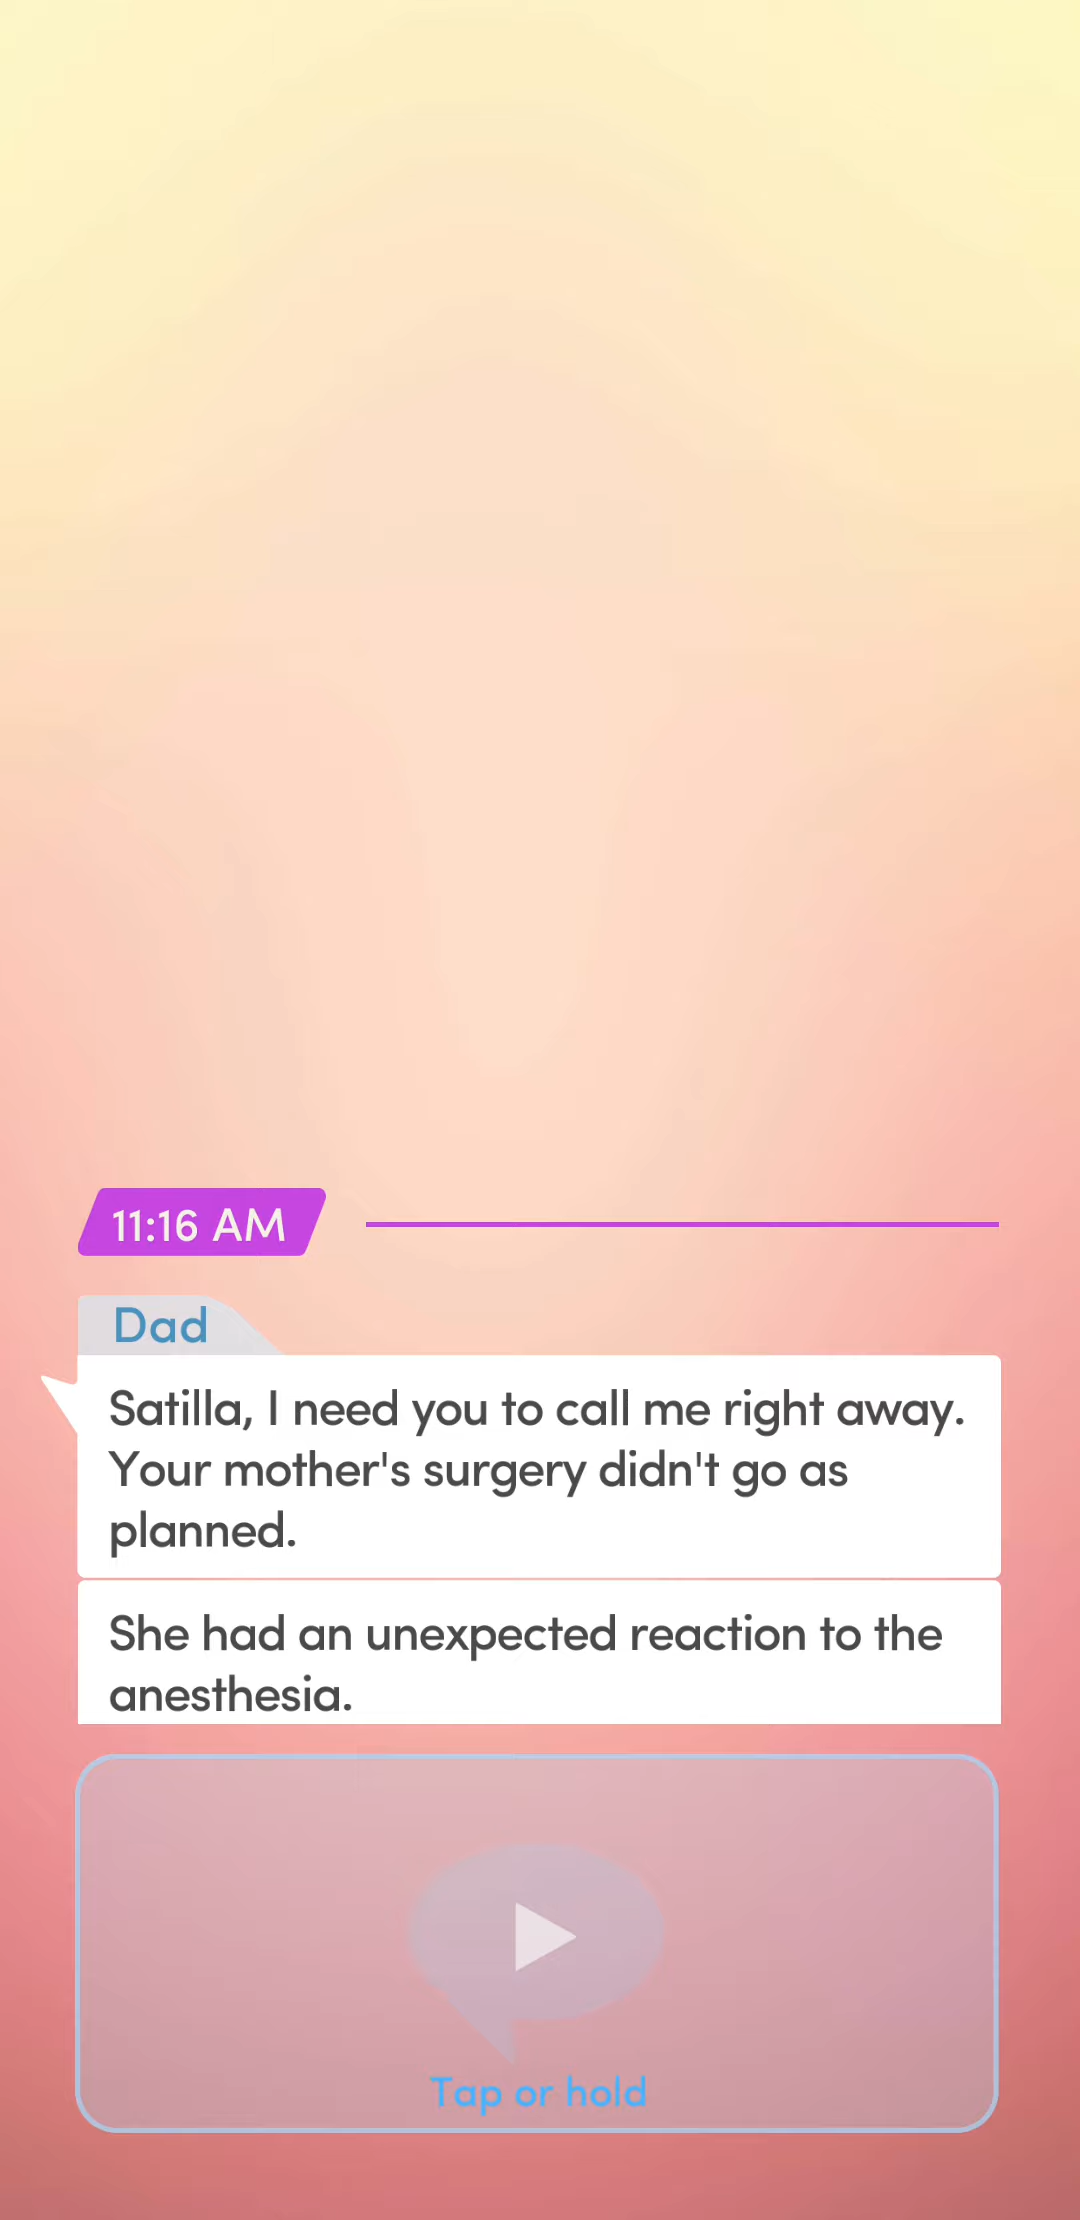 11:16 AM
Dad
Satilla, I need you to call me right away.
Your mother's surgery didn't go as
planned.
She had an unexpected reaction to the
anesthesia.
Tap or hold